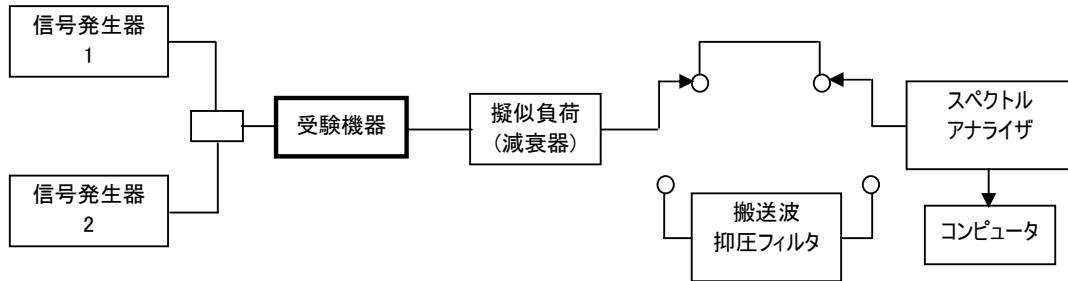 信号発生器
1
信号発生器
2
受験機器
擬似負荷
(減衰器)
搬送波
抑圧フィルタ
スペクトル
アナライザ
コンピュータ